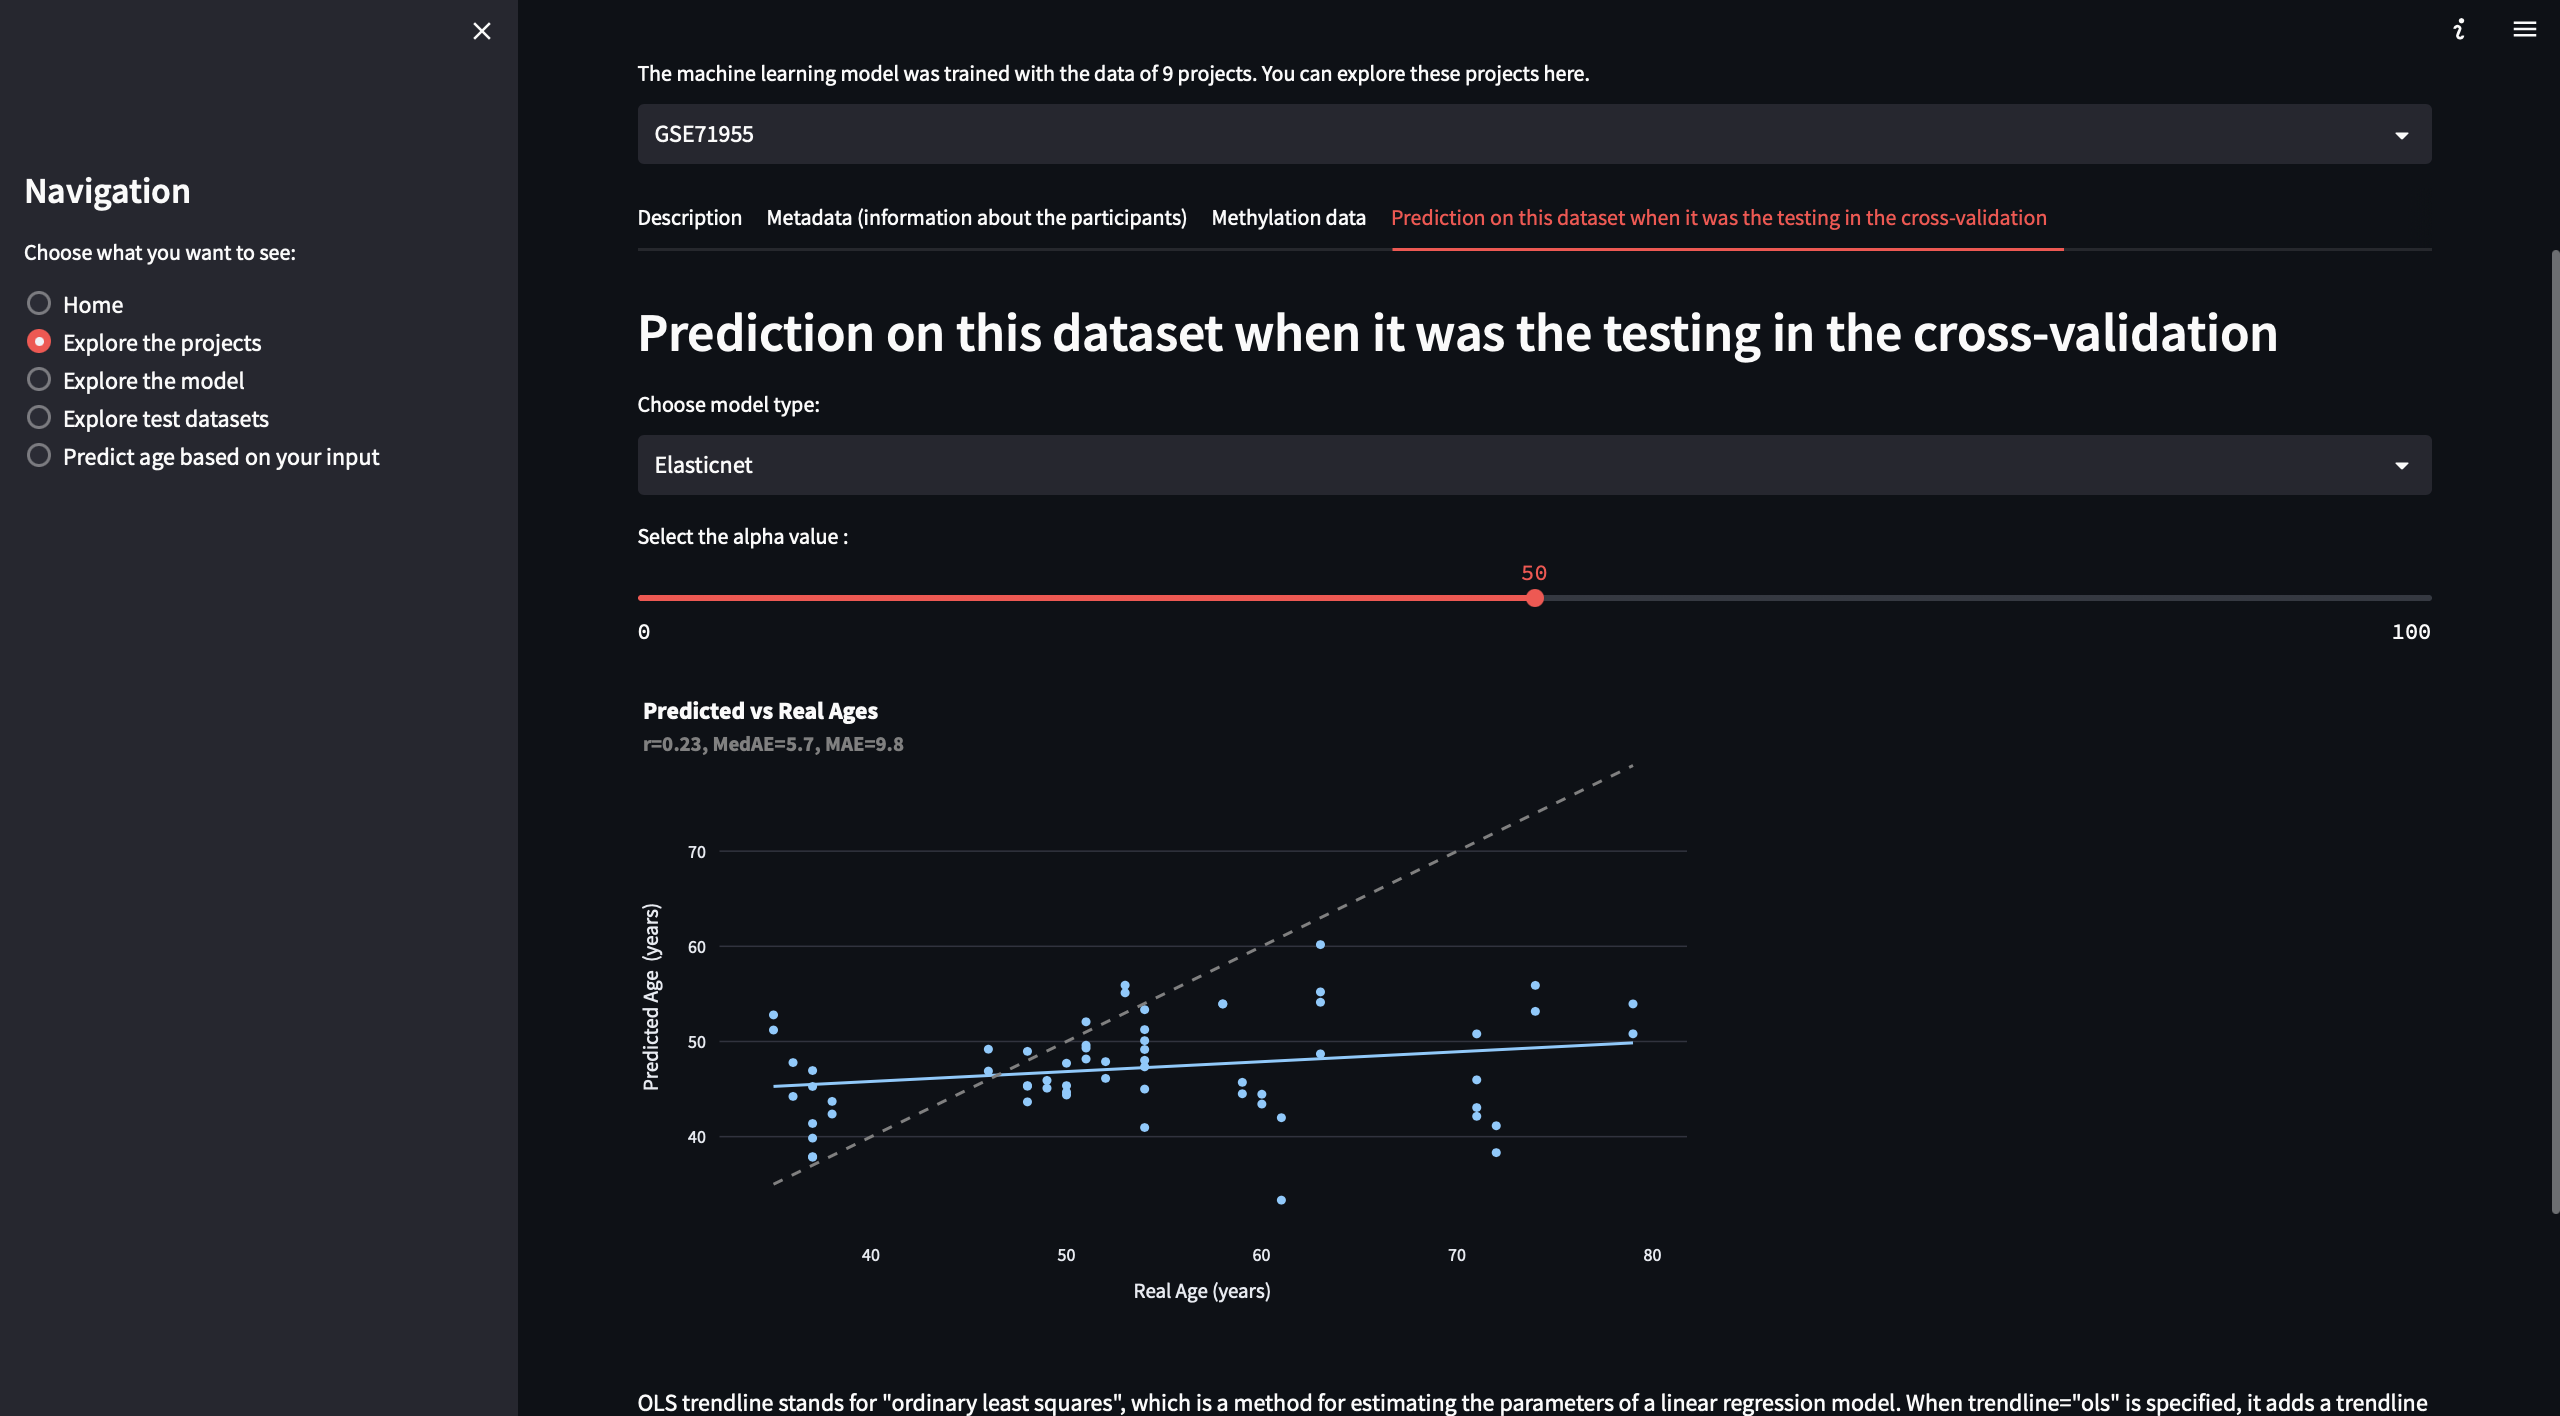 Navigation
Choose what you want to see:
Home
Explore the projects
Explore the model
Explore test datasets
Predict age based on your input
The machine learning model was trained with the data of 9 projects. You can explore these projects here.
GSE71955
Description Metadata (information about the participants) Methylation data Prediction on this dataset when it was the testing in the cross-validation
Prediction on this dataset when it was the testing in the cross-validation
Choose model type:
Elasticnet
Select the alpha value :
50
0 100
Predicted vs Real Ages
r=0.23, MedAE=5.7, MAE=9.8
70
60
50
40
Predicted Age (years)
40 50 60 70 80
Real Age (years)
OLS trendline stands for "ordinary least squares", which is a method for estimating the parameters of a linear regression model. When trendline="ols" is specified, it adds a trendline